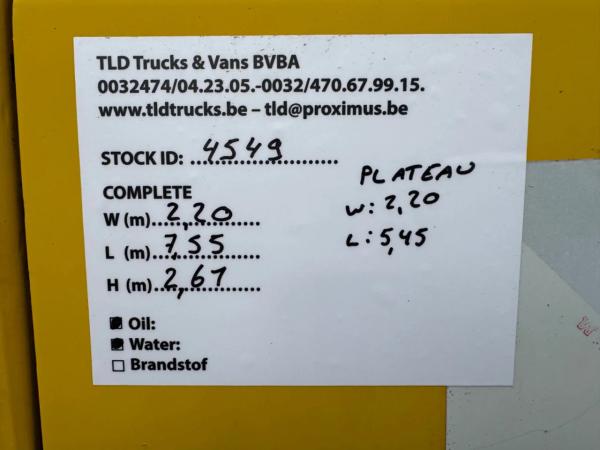 TLD Trucks & Vans BVBA
0032474/04.23.05.-0032/470.67.99.15.
www.tldtrucks.be – tld@proximus.be
STOCK ID: 4549
COMPLETE
W (m) 2,20
L (m) 7,55
H (m) 2,67
Oil:
Water:
Brandstof
PLATEAU
W: 2,20
L: 5,45